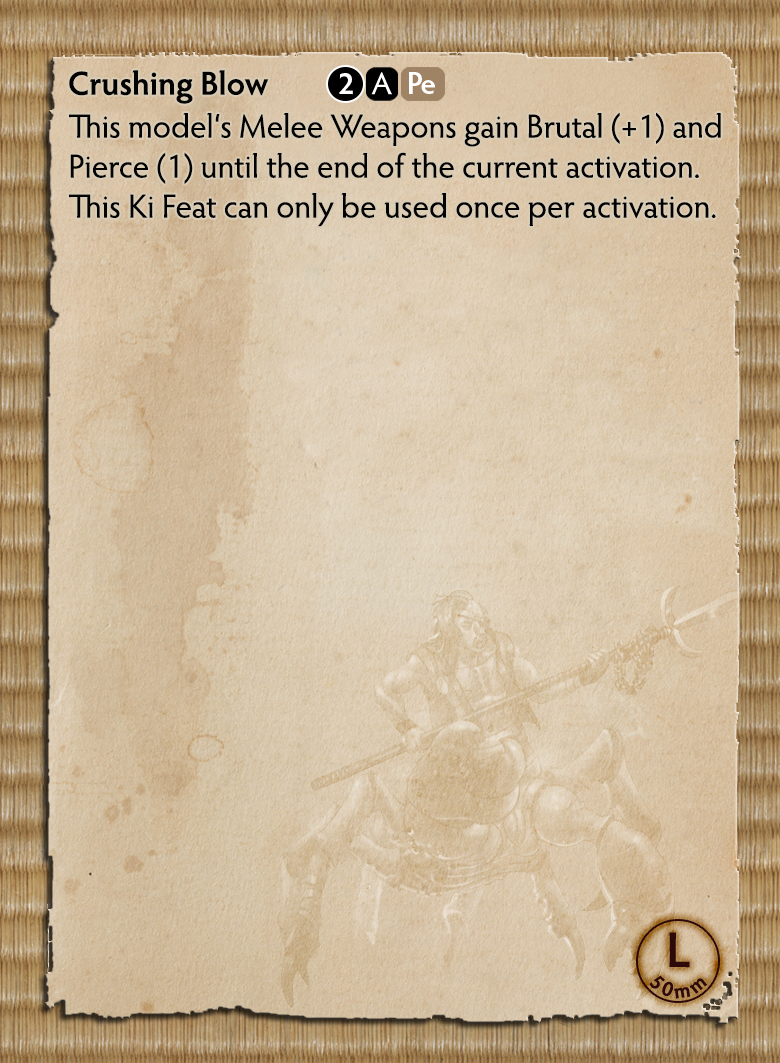 Crushing Blow 2 A Pe
This model's Melee Weapons gain Brutal (+1) and
Pierce (1) until the end of the current activation.
This Ki Feat can only be used once per activation.
L
50mm